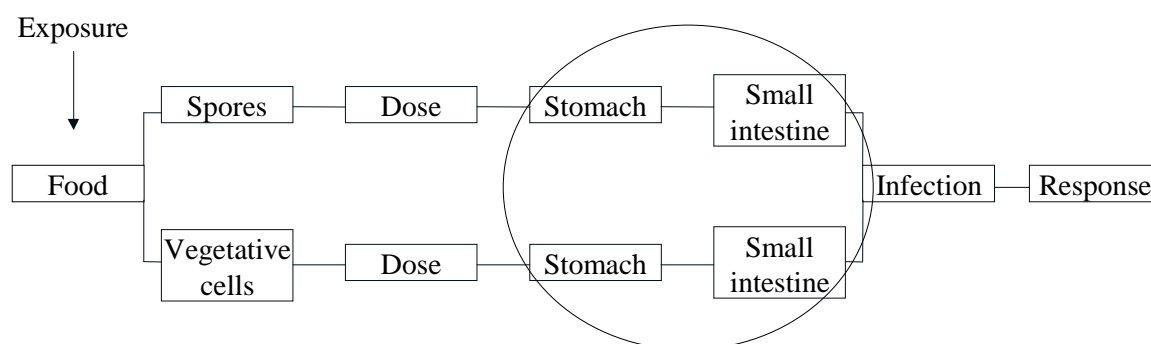 Exposure
Spores
Dose
Stomach
Small
intestine
Food
Infection
Response
Vegetative
cells
Dose
Stomach
Small
intestine